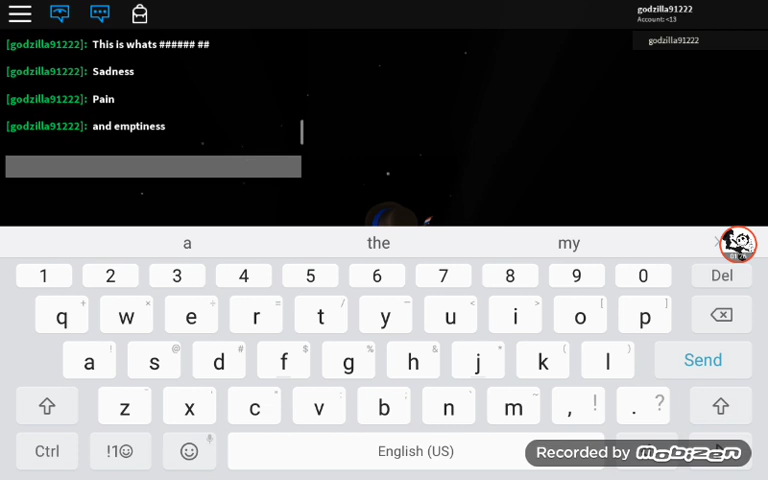 godzilla91222
Account: <13
godzilla91222
[godzilla91222]: This is whats ###### ##
[godzilla91222]: Sadness
[godzilla91222]: Pain
[godzilla91222]: and emptiness
a the my
1 2 3 4 5 6 7 8 9 0 Del
q w e r t y u i o p
a s d f g h j k l Send
z x c v b n m , ! . ?
Ctrl !1☺ English (US)
Recorded by mobizen